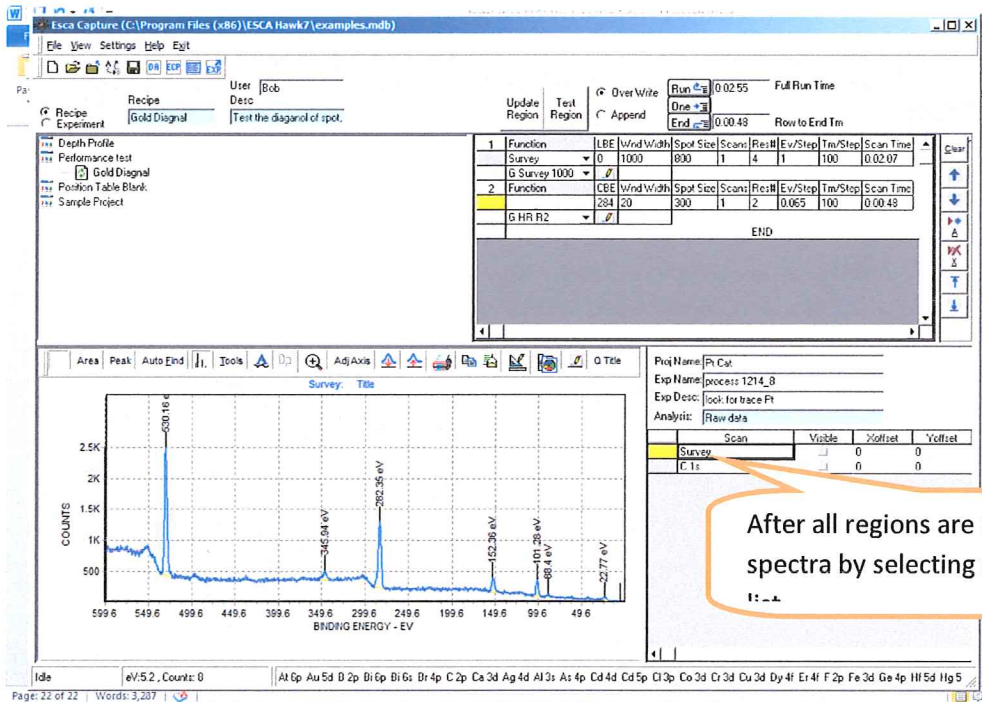 Esca Capture (C:\Program Files (x86)\ESCA Hawk7\examples.mdb)
File View Settings Help Exit
DA ECP EXP
User Bob
Recipe Desc
Recipe Gold Diagnal Test the diaganol of spot,
Experiment
Update Region Test Region
Over Write
Append
Run 0:02:55 Full Run Time
One
End 0:00:48 Row to End Tm
Depth Profile
Performance test
Gold Diagnal
Position Table Blank
Sample Project
1 Function LBE Wnd Width Spot Size Scans Res# Ev/Step Tm/Step Scan Time
Survey 0 1000 800 1 4 1 100 0:02:07
G Survey 1000
2 Function CBE Wnd Width Spot Size Scans Res# Ev/Step Tm/Step Scan Time
284 20 300 1 2 0.065 100 0:00:48
G HR R2
END
Clear
A
X
Area Peak Auto Find Tools Adj Axis Q Title
Survey: Title
COUNTS
2.5K
2K
1.5K
1K
500
530.16 e
345.94 eV
282.35 eV
152.36 eV
101.28 eV
88.4 eV
22.77 eV
599.6 549.6 499.6 449.6 399.6 349.6 299.6 249.6 199.6 149.6 99.6 49.6
BINDING ENERGY - EV
Proj Name: Pt Cat
Exp Name: process 1214_8
Exp Desc: look for trace Pt
Analysis: Raw data
Scan Visible Xoffset Yoffset
Survey 0 0
C 1s 0 0
After all regions are
spectra by selecting
list
Idle eV:5.2 , Counts: 8 At 6p Au 5d B 2p Bi 6p Bi 6s Br 4p C 2p Ca 3d Ag 4d Al 3s As 4p Cd 4d Cd 5p Cl 3p Co 3d Cr 3d Cu 3d Dy 4f Er 4f F 2p Fe 3d Ge 4p Hf 5d Hg 5
Page: 22 of 22 Words: 3,287